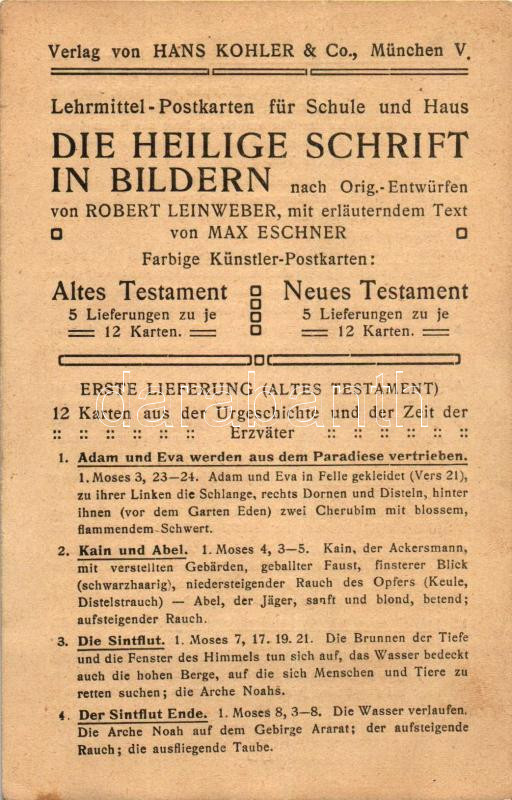 Verlag von HANS KOHLER & Co., München V.
Lehrmittel-Postkarten für Schule und Haus
DIE HEILIGE SCHRIFT
IN BILDERN nach Orig.-Entwürfen
von ROBERT LEINWEBER, mit erläuterndem Text
von MAX ESCHNER
Farbige Künstler-Postkarten:
Altes Testament
5 Lieferungen zu je
12 Karten.
Neues Testament
5 Lieferungen zu je
12 Karten.
ERSTE LIEFERUNG (ALTES TESTAMENT)
12 Karten aus der Urgeschichte und der Zeit der
Erzväter
darabanth
1. Adam und Eva werden aus dem Paradiese vertrieben.
1. Moses 3, 23—24. Adam und Eva in Felle gekleidet (Vers 21),
zu ihrer Linken die Schlange, rechts Dornen und Disteln, hinter
ihnen (vor dem Garten Eden) zwei Cherubim mit blossem,
flammendem Schwert.
2. Kain und Abel. 1. Moses 4, 3—5. Kain, der Ackersmann,
mit verstellten Gebärden, geballter Faust, finsterer Blick
(schwarzhaarig), niedersteigender Rauch des Opfers (Keule,
Distelstrauch) — Abel, der Jäger, sanft und blond, betend;
aufsteigender Rauch.
3. Die Sintflut. 1. Moses 7, 17. 19. 21. Die Brunnen der Tiefe
und die Fenster des Himmels tun sich auf, das Wasser bedeckt
auch die hohen Berge, auf die sich Menschen und Tiere zu
retten suchen; die Arche Noahs.
4. Der Sintflut Ende. 1. Moses 8, 3—8. Die Wasser verlaufen.
Die Arche Noah auf dem Gebirge Ararat; der aufsteigende
Rauch; die ausfliegende Taube.